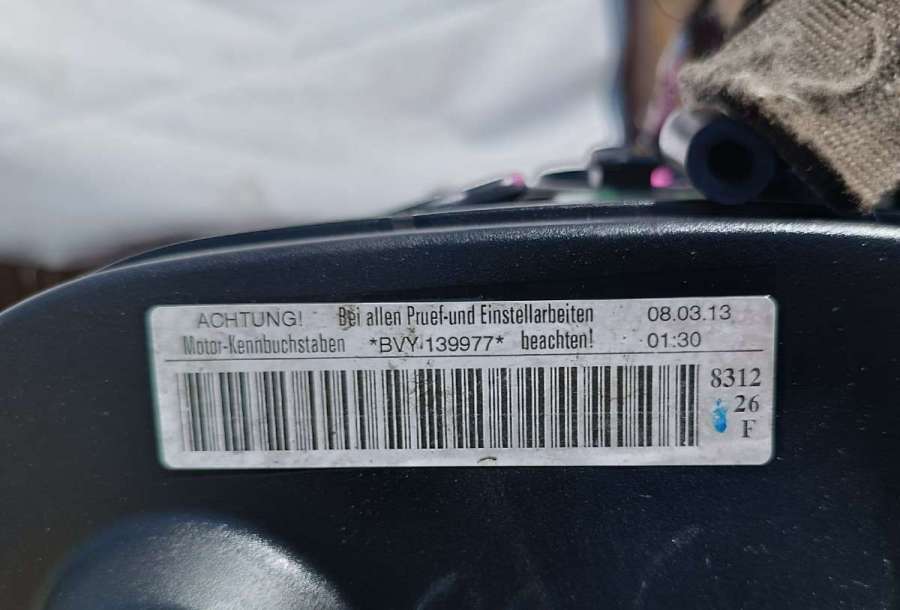 ACHTUNG! Bei allen Pruef-und Einstellarbeiten 08.03.13
Motor-Kennbuchstaben *BVY 139977* beachten! 01:30
8312
26
F